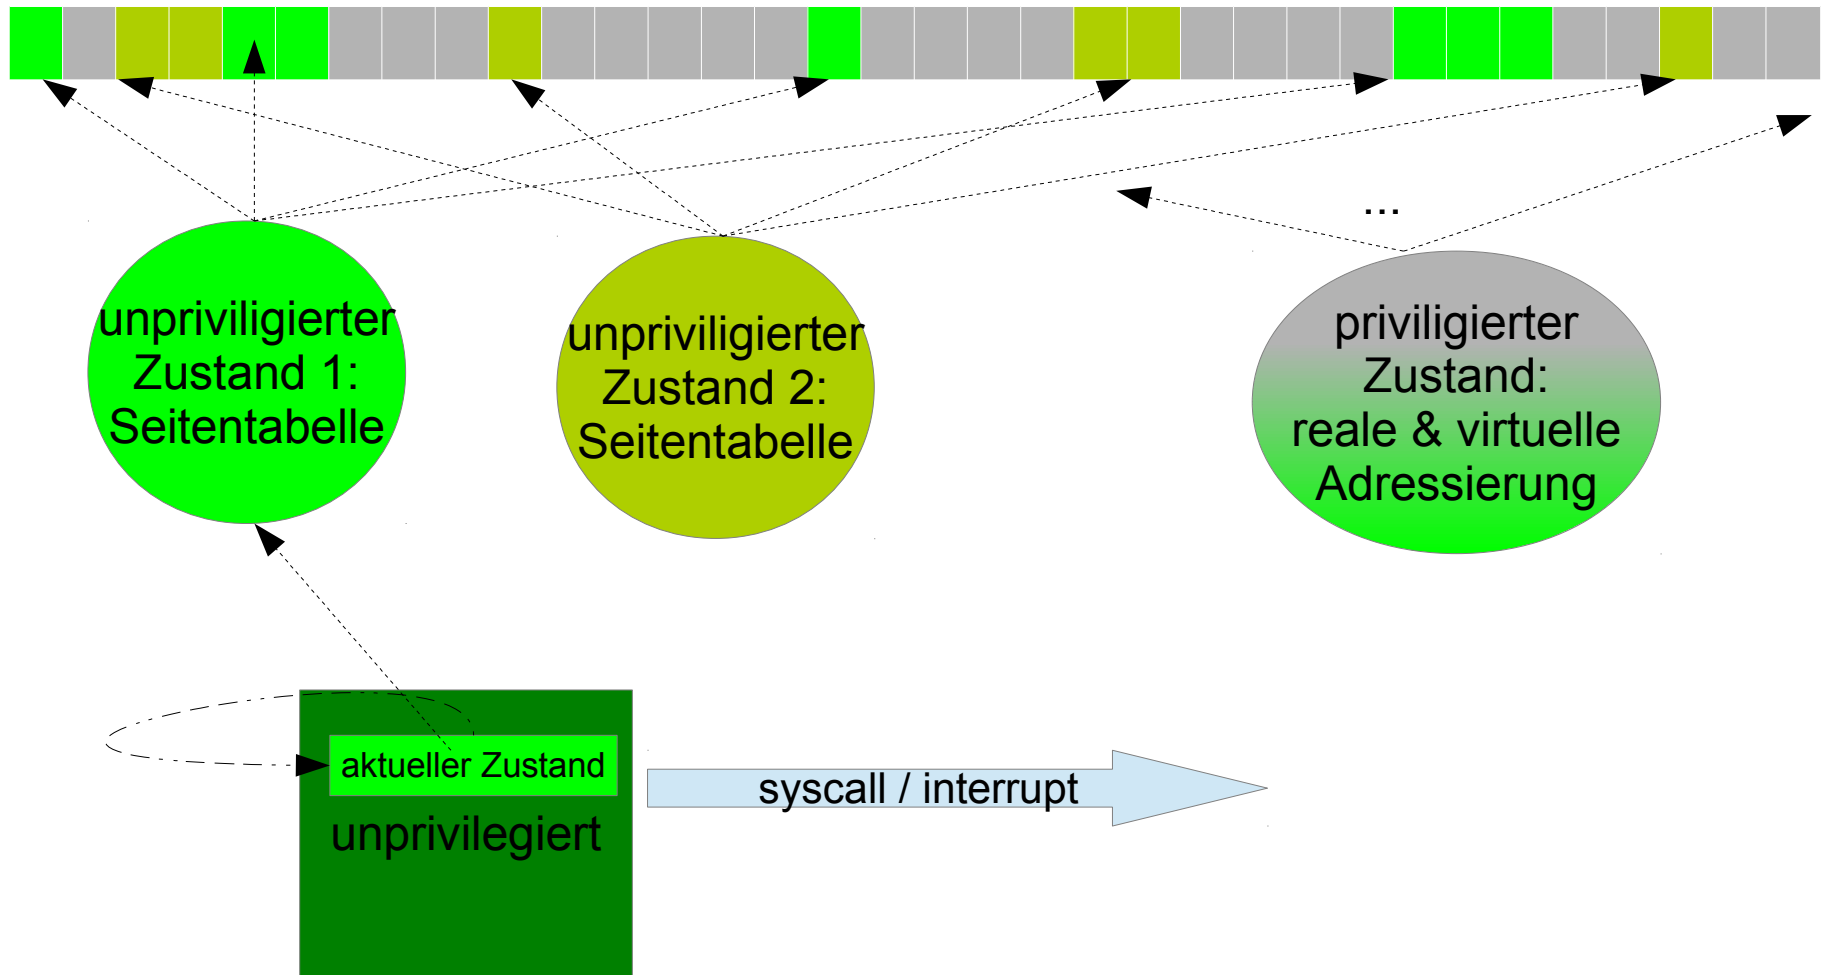 ...
unpriviligierter
Zustand 1:
Seitentabelle
unpriviligierter
Zustand 2:
Seitentabelle
priviligierter
Zustand:
reale & virtuelle
Adressierung
aktueller Zustand
unprivilegiert
syscall / interrupt